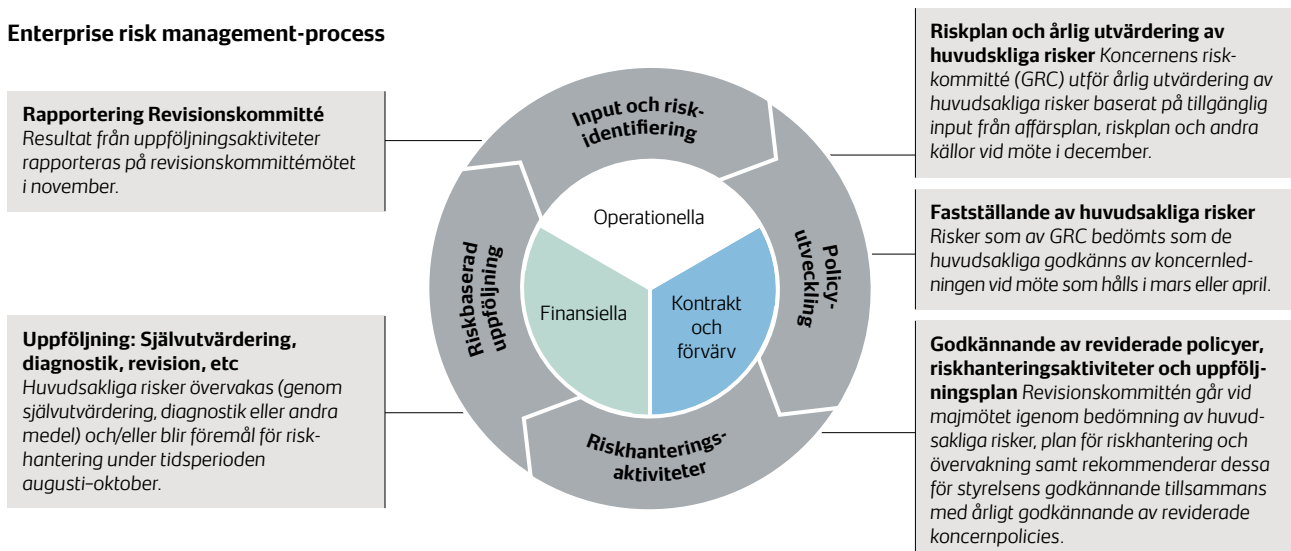 Enterprise risk management-process
Rapportering Revisionskommitté
Resultat från uppföljningsaktiviteter
rapporteras på revisionskommittémötet
i november.
Uppföljning: Självutvärdering,
diagnostik, revision, etc
Huvudsakliga risker övervakas (genom
självutvärdering, diagnostik eller andra
medel) och/eller blir föremål för risk-
hantering under tidsperioden
augusti–oktober.
Input och risk-
identifiering
Policy-
utveckling
Riskhanterings-
aktiviteter
Riskbaserad
uppföljning
Operationella
Finansiella
Kontrakt
och
förvärv
Riskplan och årlig utvärdering av
huvudskliga risker Koncernens risk-
kommitté (GRC) utför årlig utvärdering av
huvudsakliga risker baserat på tillgänglig
input från affärsplan, riskplan och andra
källor vid möte i december.
Fastställande av huvudsakliga risker
Risker som av GRC bedömts som de
huvudsakliga godkänns av koncernled-
ningen vid möte som hålls i mars eller april.
Godkännande av reviderade policyer,
riskhanteringsaktiviteter och uppfölj-
ningsplan Revisionskommittén går vid
majmötet igenom bedömning av huvud-
sakliga risker, plan för riskhantering och
övervakning samt rekommenderar dessa
för styrelsens godkännande tillsammans
med årligt godkännande av reviderade
koncernpolicies.